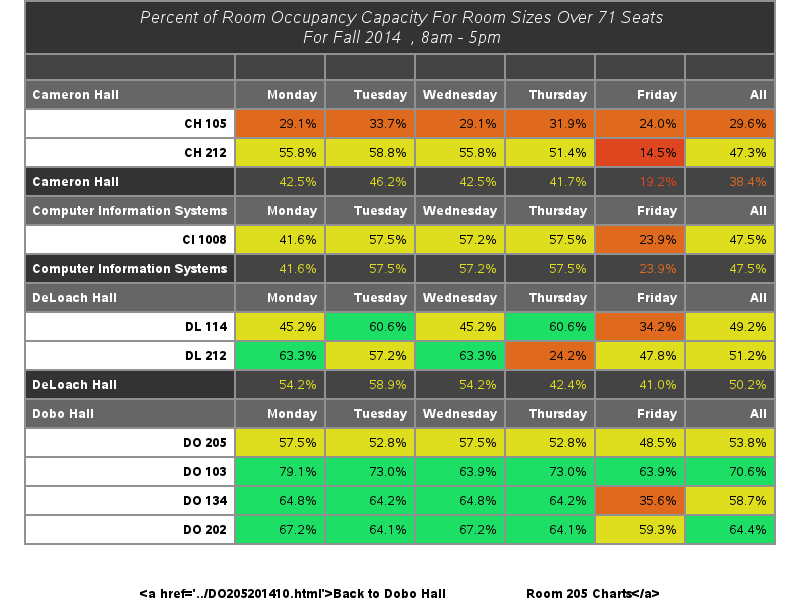 Percent of Room Occupancy Capacity For Room Sizes Over 71 Seats
For Fall 2014 , 8am - 5pm
Cameron Hall Monday Tuesday Wednesday Thursday Friday All
CH 105 29.1% 33.7% 29.1% 31.9% 24.0% 29.6%
CH 212 55.8% 58.8% 55.8% 51.4% 14.5% 47.3%
Cameron Hall 42.5% 46.2% 42.5% 41.7% 19.2% 38.4%
Computer Information Systems Monday Tuesday Wednesday Thursday Friday All
CI 1008 41.6% 57.5% 57.2% 57.5% 23.9% 47.5%
Computer Information Systems 41.6% 57.5% 57.2% 57.5% 23.9% 47.5%
DeLoach Hall Monday Tuesday Wednesday Thursday Friday All
DL 114 45.2% 60.6% 45.2% 60.6% 34.2% 49.2%
DL 212 63.3% 57.2% 63.3% 24.2% 47.8% 51.2%
DeLoach Hall 54.2% 58.9% 54.2% 42.4% 41.0% 50.2%
Dobo Hall Monday Tuesday Wednesday Thursday Friday All
DO 205 57.5% 52.8% 57.5% 52.8% 48.5% 53.8%
DO 103 79.1% 73.0% 63.9% 73.0% 63.9% 70.6%
DO 134 64.8% 64.2% 64.8% 64.2% 35.6% 58.7%
DO 202 67.2% 64.1% 67.2% 64.1% 59.3% 64.4%
<a href='../DO205201410.html'>Back to Dobo Hall Room 205 Charts</a>